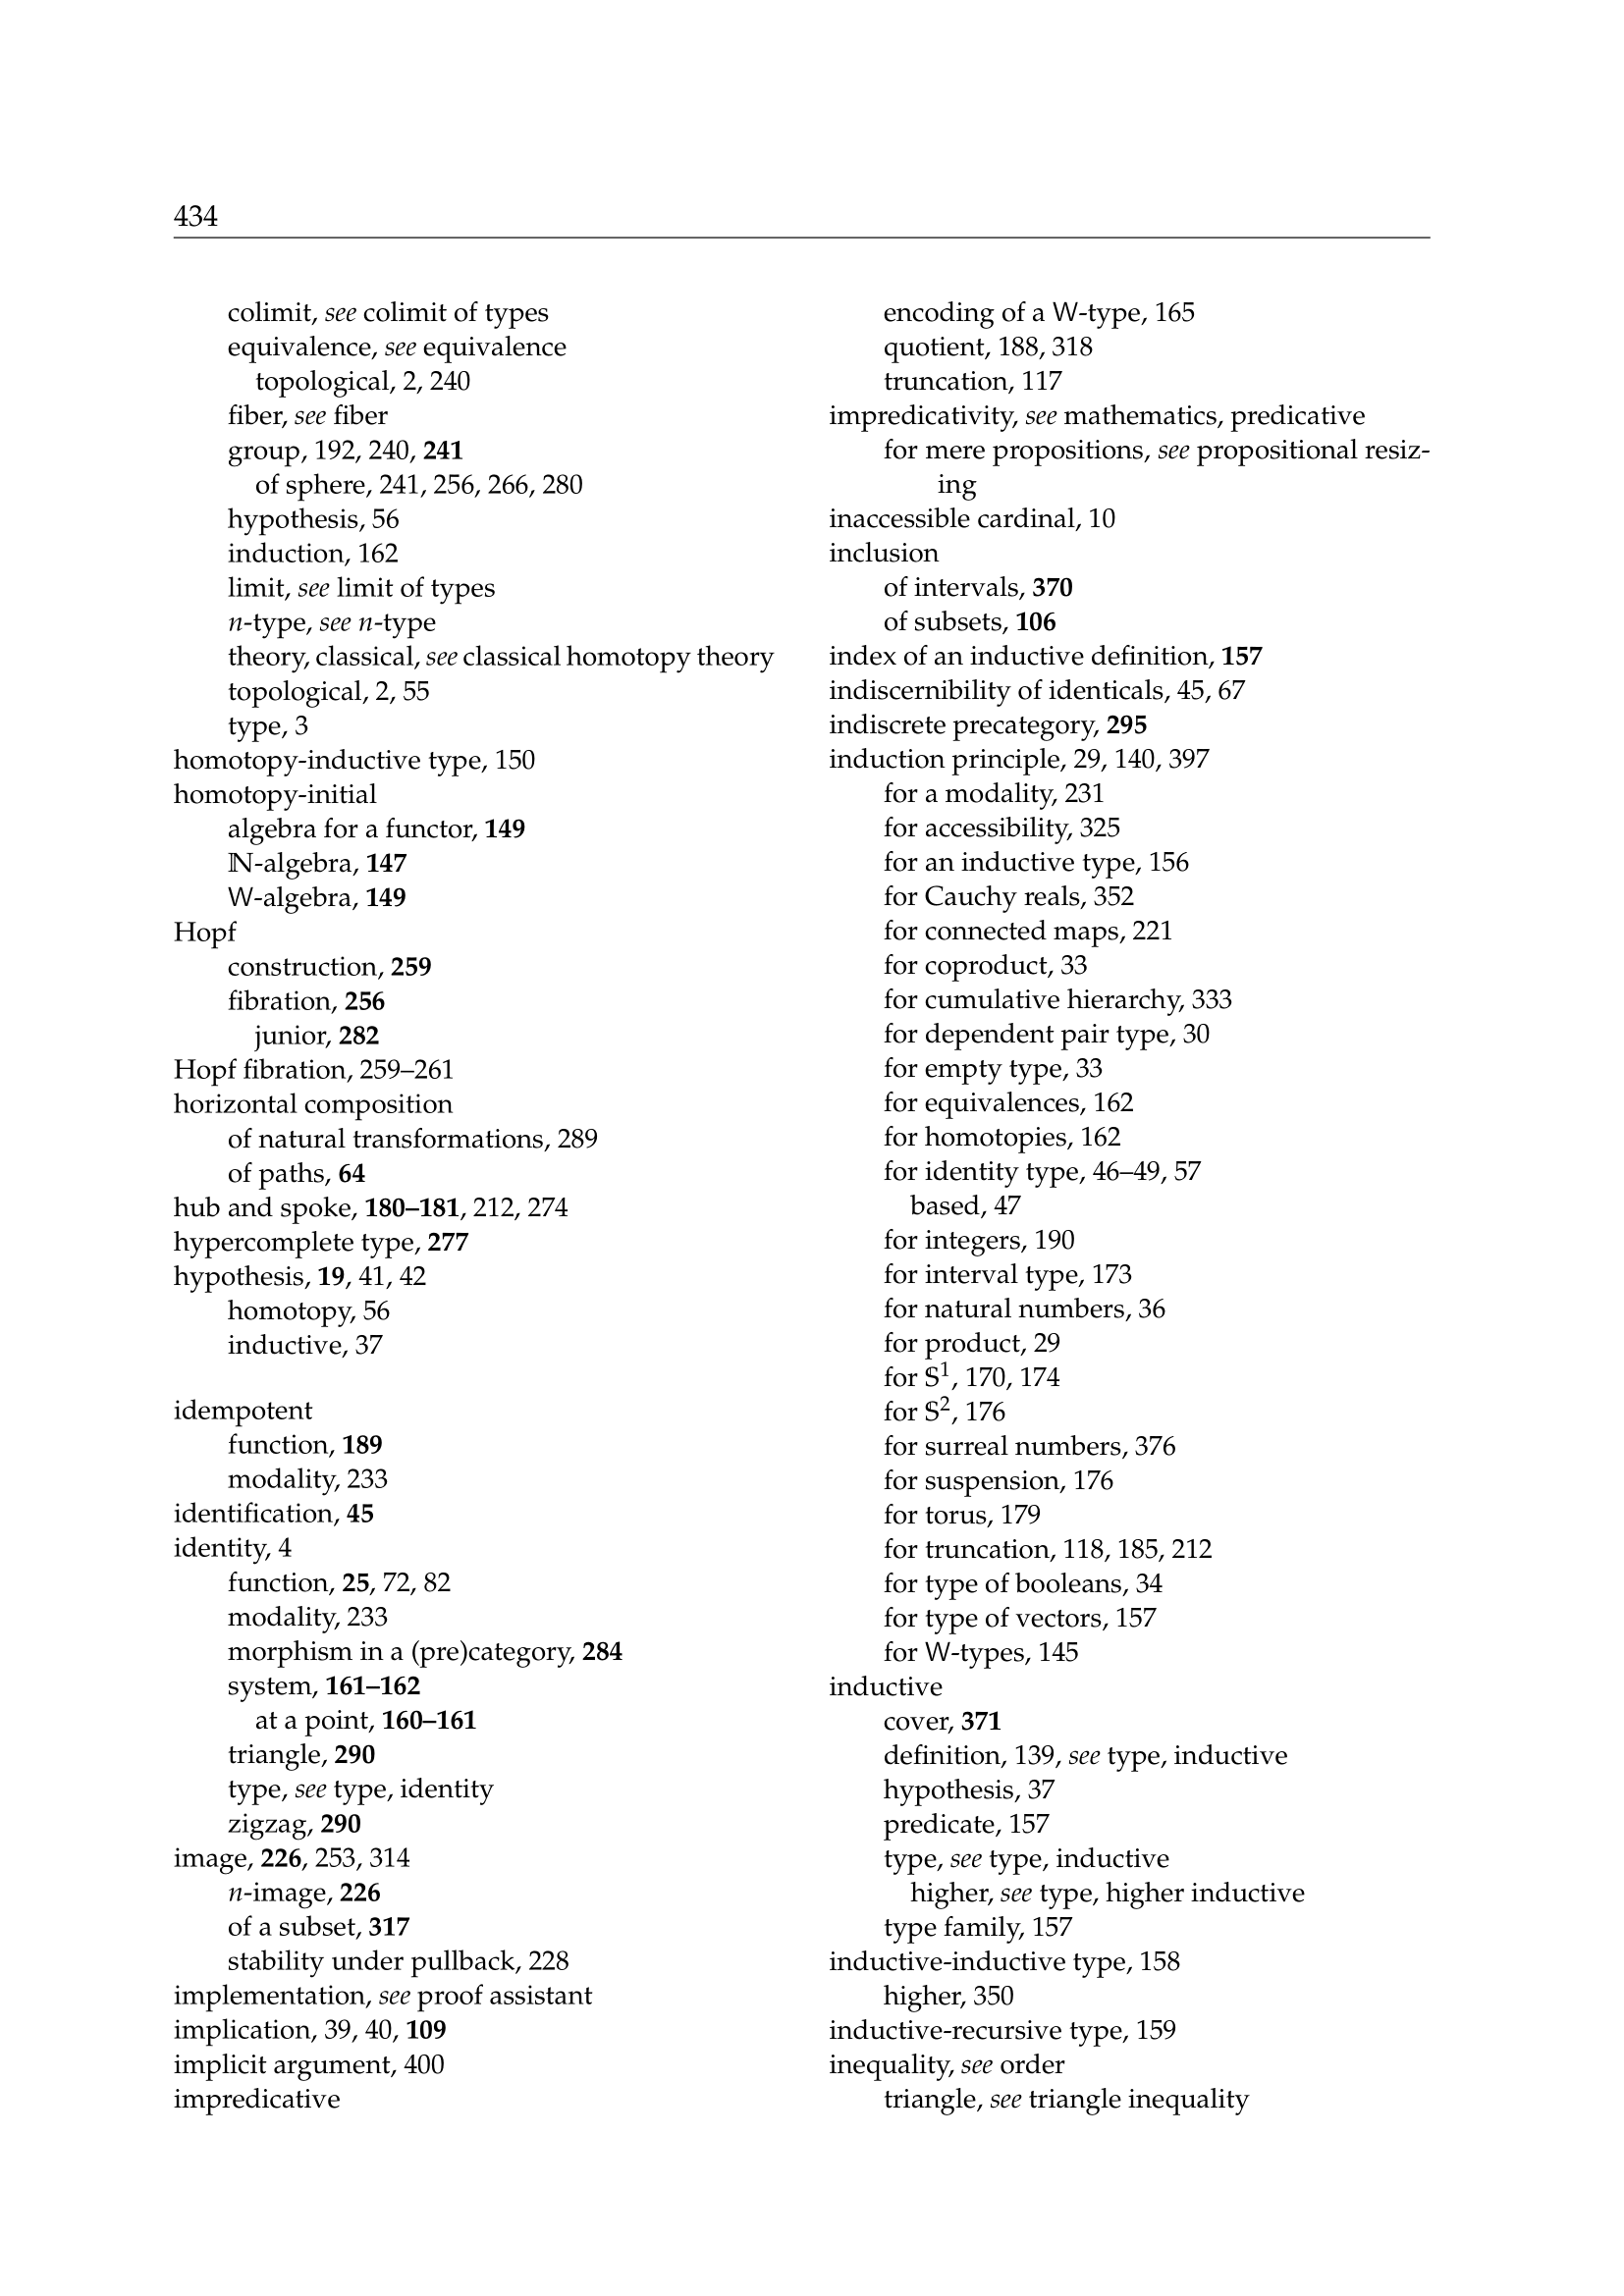 434
colimit, see colimit of types
equivalence, see equivalence
topological, 2, 240
fiber, see fiber
group, 192, 240, 241
of sphere, 241, 256, 266, 280
hypothesis, 56
induction, 162
limit, see limit of types
n-type, see n-type
theory, classical, see classical homotopy theory
topological, 2, 55
type, 3
homotopy-inductive type, 150
homotopy-initial
algebra for a functor, 149
ℕ-algebra, 147
W-algebra, 149
Hopf
construction, 259
fibration, 256
junior, 282
Hopf fibration, 259–261
horizontal composition
of natural transformations, 289
of paths, 64
hub and spoke, 180–181, 212, 274
hypercomplete type, 277
hypothesis, 19, 41, 42
homotopy, 56
inductive, 37
idempotent
function, 189
modality, 233
identification, 45
identity, 4
function, 25, 72, 82
modality, 233
morphism in a (pre)category, 284
system, 161–162
at a point, 160–161
triangle, 290
type, see type, identity
zigzag, 290
image, 226, 253, 314
n-image, 226
of a subset, 317
stability under pullback, 228
implementation, see proof assistant
implication, 39, 40, 109
implicit argument, 400
impredicative
encoding of a W-type, 165
quotient, 188, 318
truncation, 117
impredicativity, see mathematics, predicative
for mere propositions, see propositional resiz-
ing
inaccessible cardinal, 10
inclusion
of intervals, 370
of subsets, 106
index of an inductive definition, 157
indiscernibility of identicals, 45, 67
indiscrete precategory, 295
induction principle, 29, 140, 397
for a modality, 231
for accessibility, 325
for an inductive type, 156
for Cauchy reals, 352
for connected maps, 221
for coproduct, 33
for cumulative hierarchy, 333
for dependent pair type, 30
for empty type, 33
for equivalences, 162
for homotopies, 162
for identity type, 46–49, 57
based, 47
for integers, 190
for interval type, 173
for natural numbers, 36
for product, 29
for 𝕊¹, 170, 174
for 𝕊², 176
for surreal numbers, 376
for suspension, 176
for torus, 179
for truncation, 118, 185, 212
for type of booleans, 34
for type of vectors, 157
for W-types, 145
inductive
cover, 371
definition, 139, see type, inductive
hypothesis, 37
predicate, 157
type, see type, inductive
higher, see type, higher inductive
type family, 157
inductive-inductive type, 158
higher, 350
inductive-recursive type, 159
inequality, see order
triangle, see triangle inequality